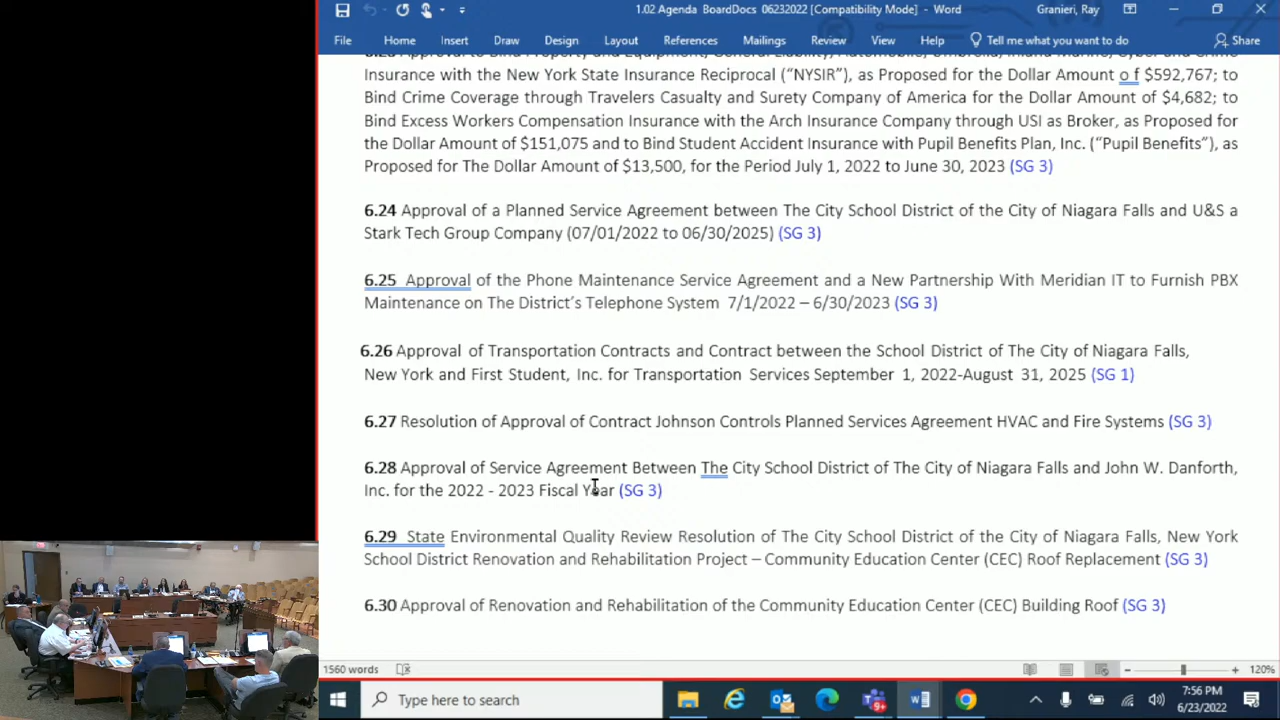 1.02 Agenda BoardDocs 06232022 [Compatibility Mode] - Word Granieri, Ray
File Home Insert Draw Design Layout References Mailings Review View Help Tell me what you want to do Share
Insurance with the New York State Insurance Reciprocal (“NYSIR”), as Proposed for the Dollar Amount o f $592,767; to
Bind Crime Coverage through Travelers Casualty and Surety Company of America for the Dollar Amount of $4,682; to
Bind Excess Workers Compensation Insurance with the Arch Insurance Company through USI as Broker, as Proposed for
the Dollar Amount of $151,075 and to Bind Student Accident Insurance with Pupil Benefits Plan, Inc. (“Pupil Benefits”), as
Proposed for The Dollar Amount of $13,500, for the Period July 1, 2022 to June 30, 2023 (SG 3)
6.24 Approval of a Planned Service Agreement between The City School District of the City of Niagara Falls and U&S a
Stark Tech Group Company (07/01/2022 to 06/30/2025) (SG 3)
6.25 Approval of the Phone Maintenance Service Agreement and a New Partnership With Meridian IT to Furnish PBX
Maintenance on The District’s Telephone System 7/1/2022 – 6/30/2023 (SG 3)
6.26 Approval of Transportation Contracts and Contract between the School District of The City of Niagara Falls,
New York and First Student, Inc. for Transportation Services September 1, 2022-August 31, 2025 (SG 1)
6.27 Resolution of Approval of Contract Johnson Controls Planned Services Agreement HVAC and Fire Systems (SG 3)
6.28 Approval of Service Agreement Between The City School District of The City of Niagara Falls and John W. Danforth,
Inc. for the 2022 - 2023 Fiscal Year (SG 3)
6.29 State Environmental Quality Review Resolution of The City School District of the City of Niagara Falls, New York
School District Renovation and Rehabilitation Project – Community Education Center (CEC) Roof Replacement (SG 3)
6.30 Approval of Renovation and Rehabilitation of the Community Education Center (CEC) Building Roof (SG 3)
1560 words 120%
Type here to search 7:56 PM
6/23/2022